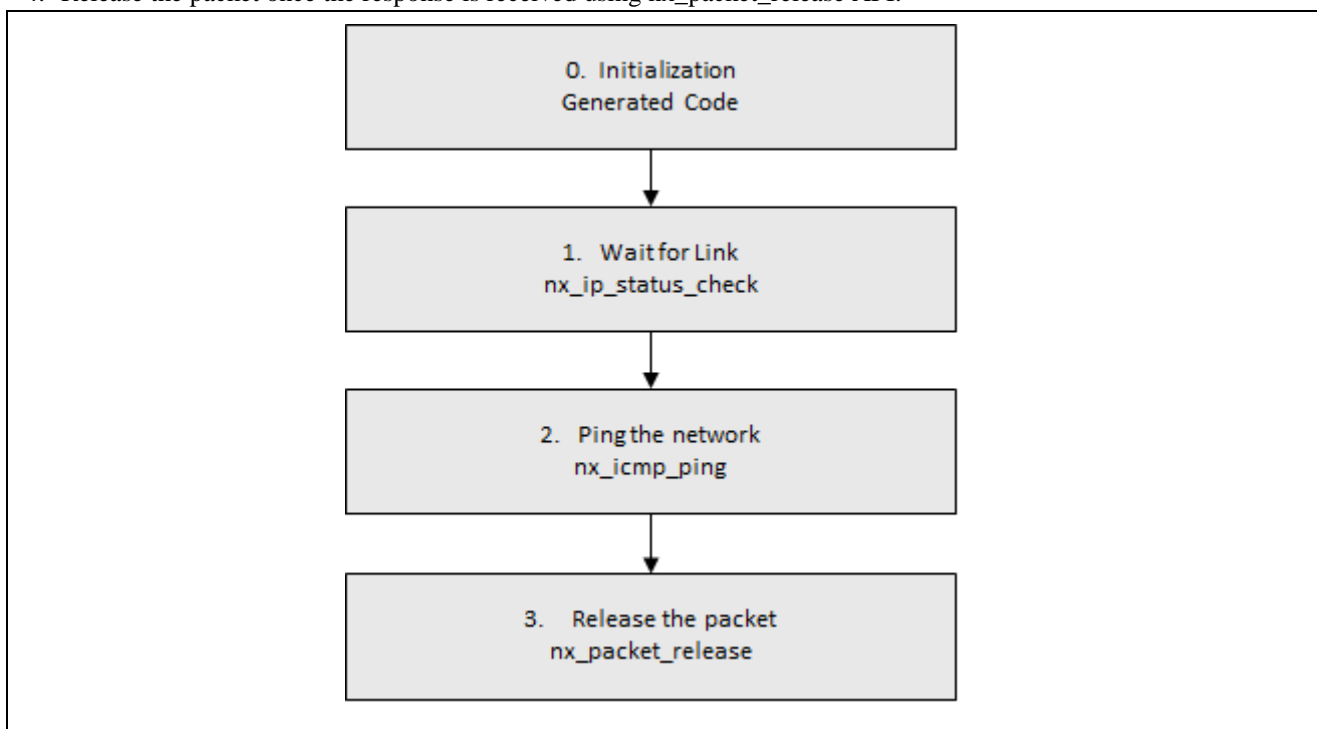 4. Release the packet once the response is received using nx_packet_release API.
0. Initialization
Generated Code
1. Wait for Link
nx_ip_status_check
2. Ping the network
nx_icmp_ping
3. Release the packet
nx_packet_release